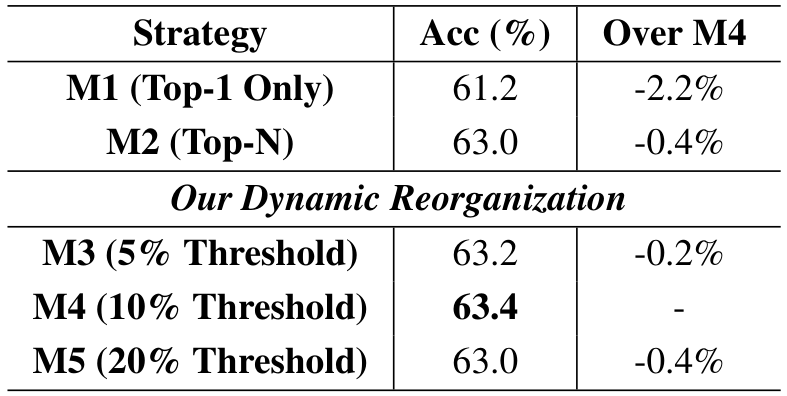 Strategy Acc (%) Over M4
M1 (Top-1 Only) 61.2 -2.2%
M2 (Top-N) 63.0 -0.4%
Our Dynamic Reorganization
M3 (5% Threshold) 63.2 -0.2%
M4 (10% Threshold) 63.4 -
M5 (20% Threshold) 63.0 -0.4%